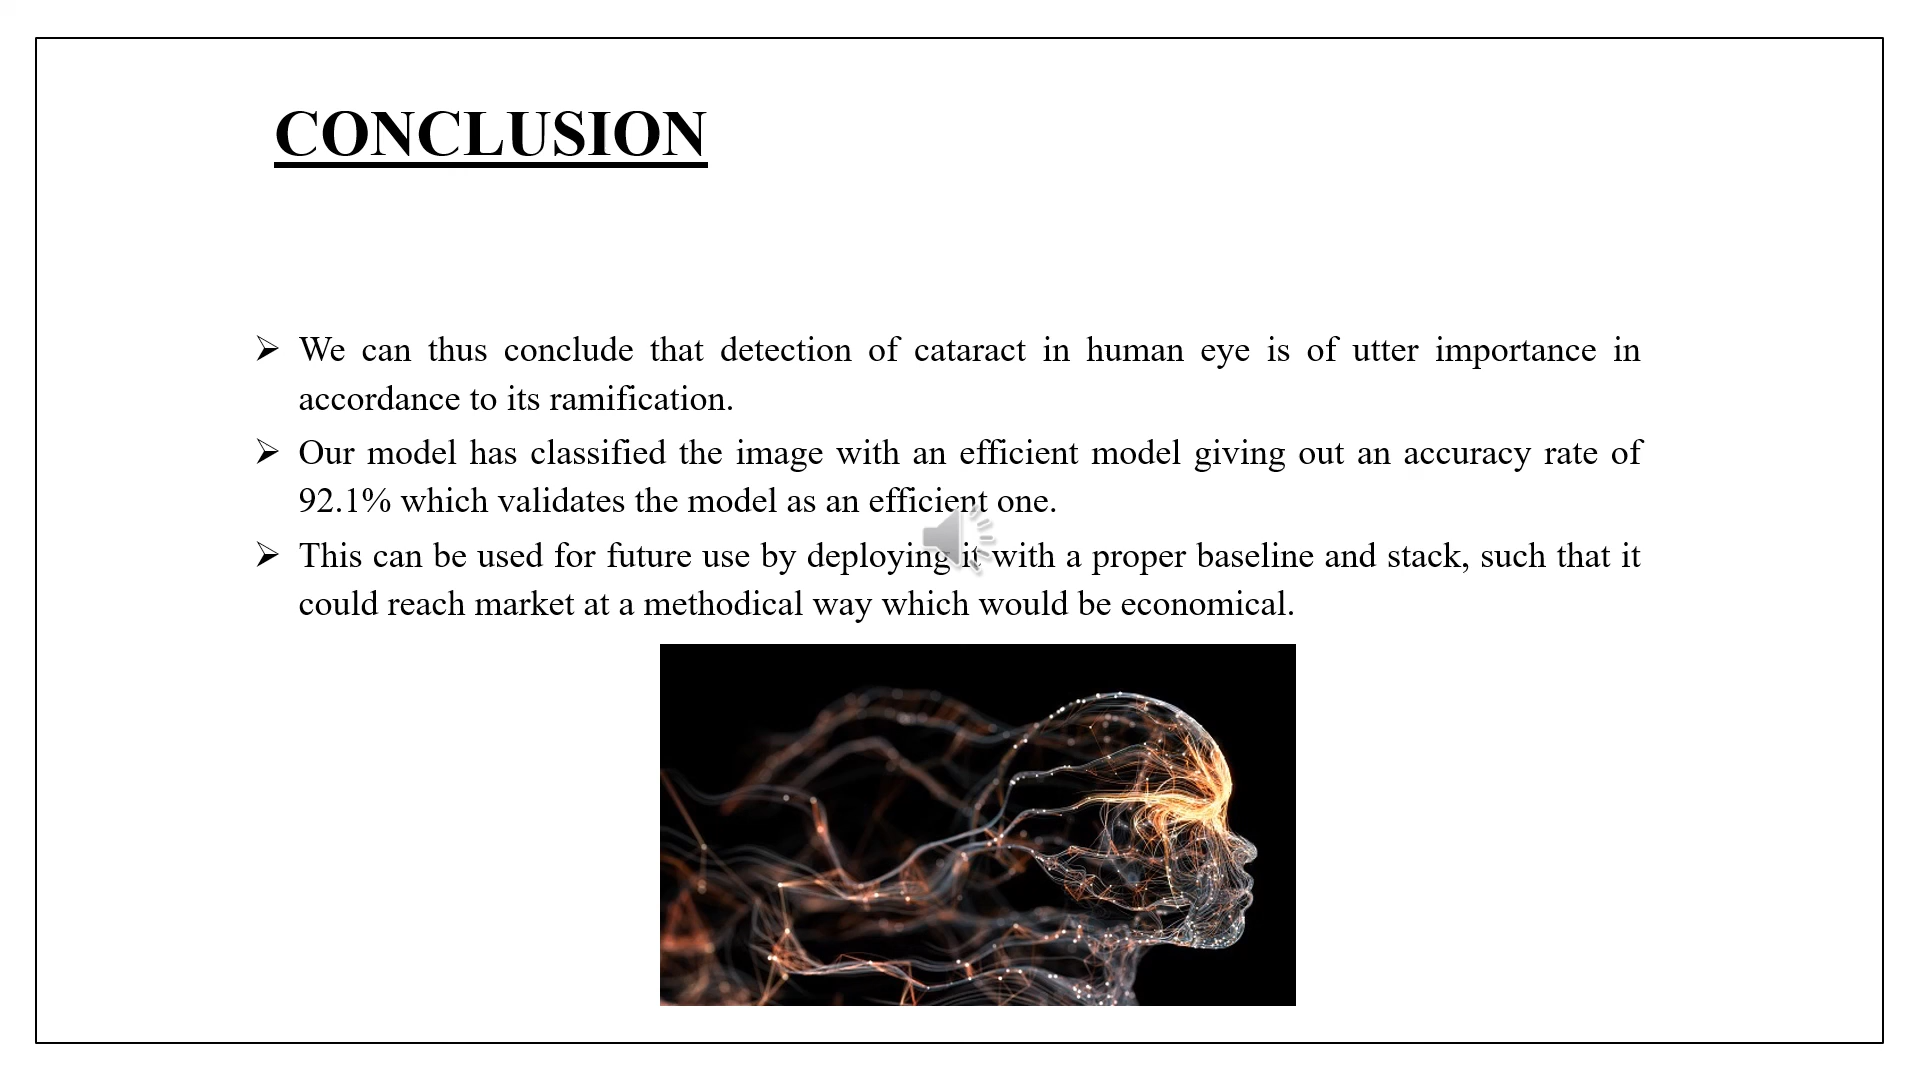 CONCLUSION
We can thus conclude that detection of cataract in human eye is of utter importance in
accordance to its ramification.
Our model has classified the image with an efficient model giving out an accuracy rate of
92.1% which validates the model as an efficient one.
This can be used for future use by deploying it with a proper baseline and stack, such that it
could reach market at a methodical way which would be economical.